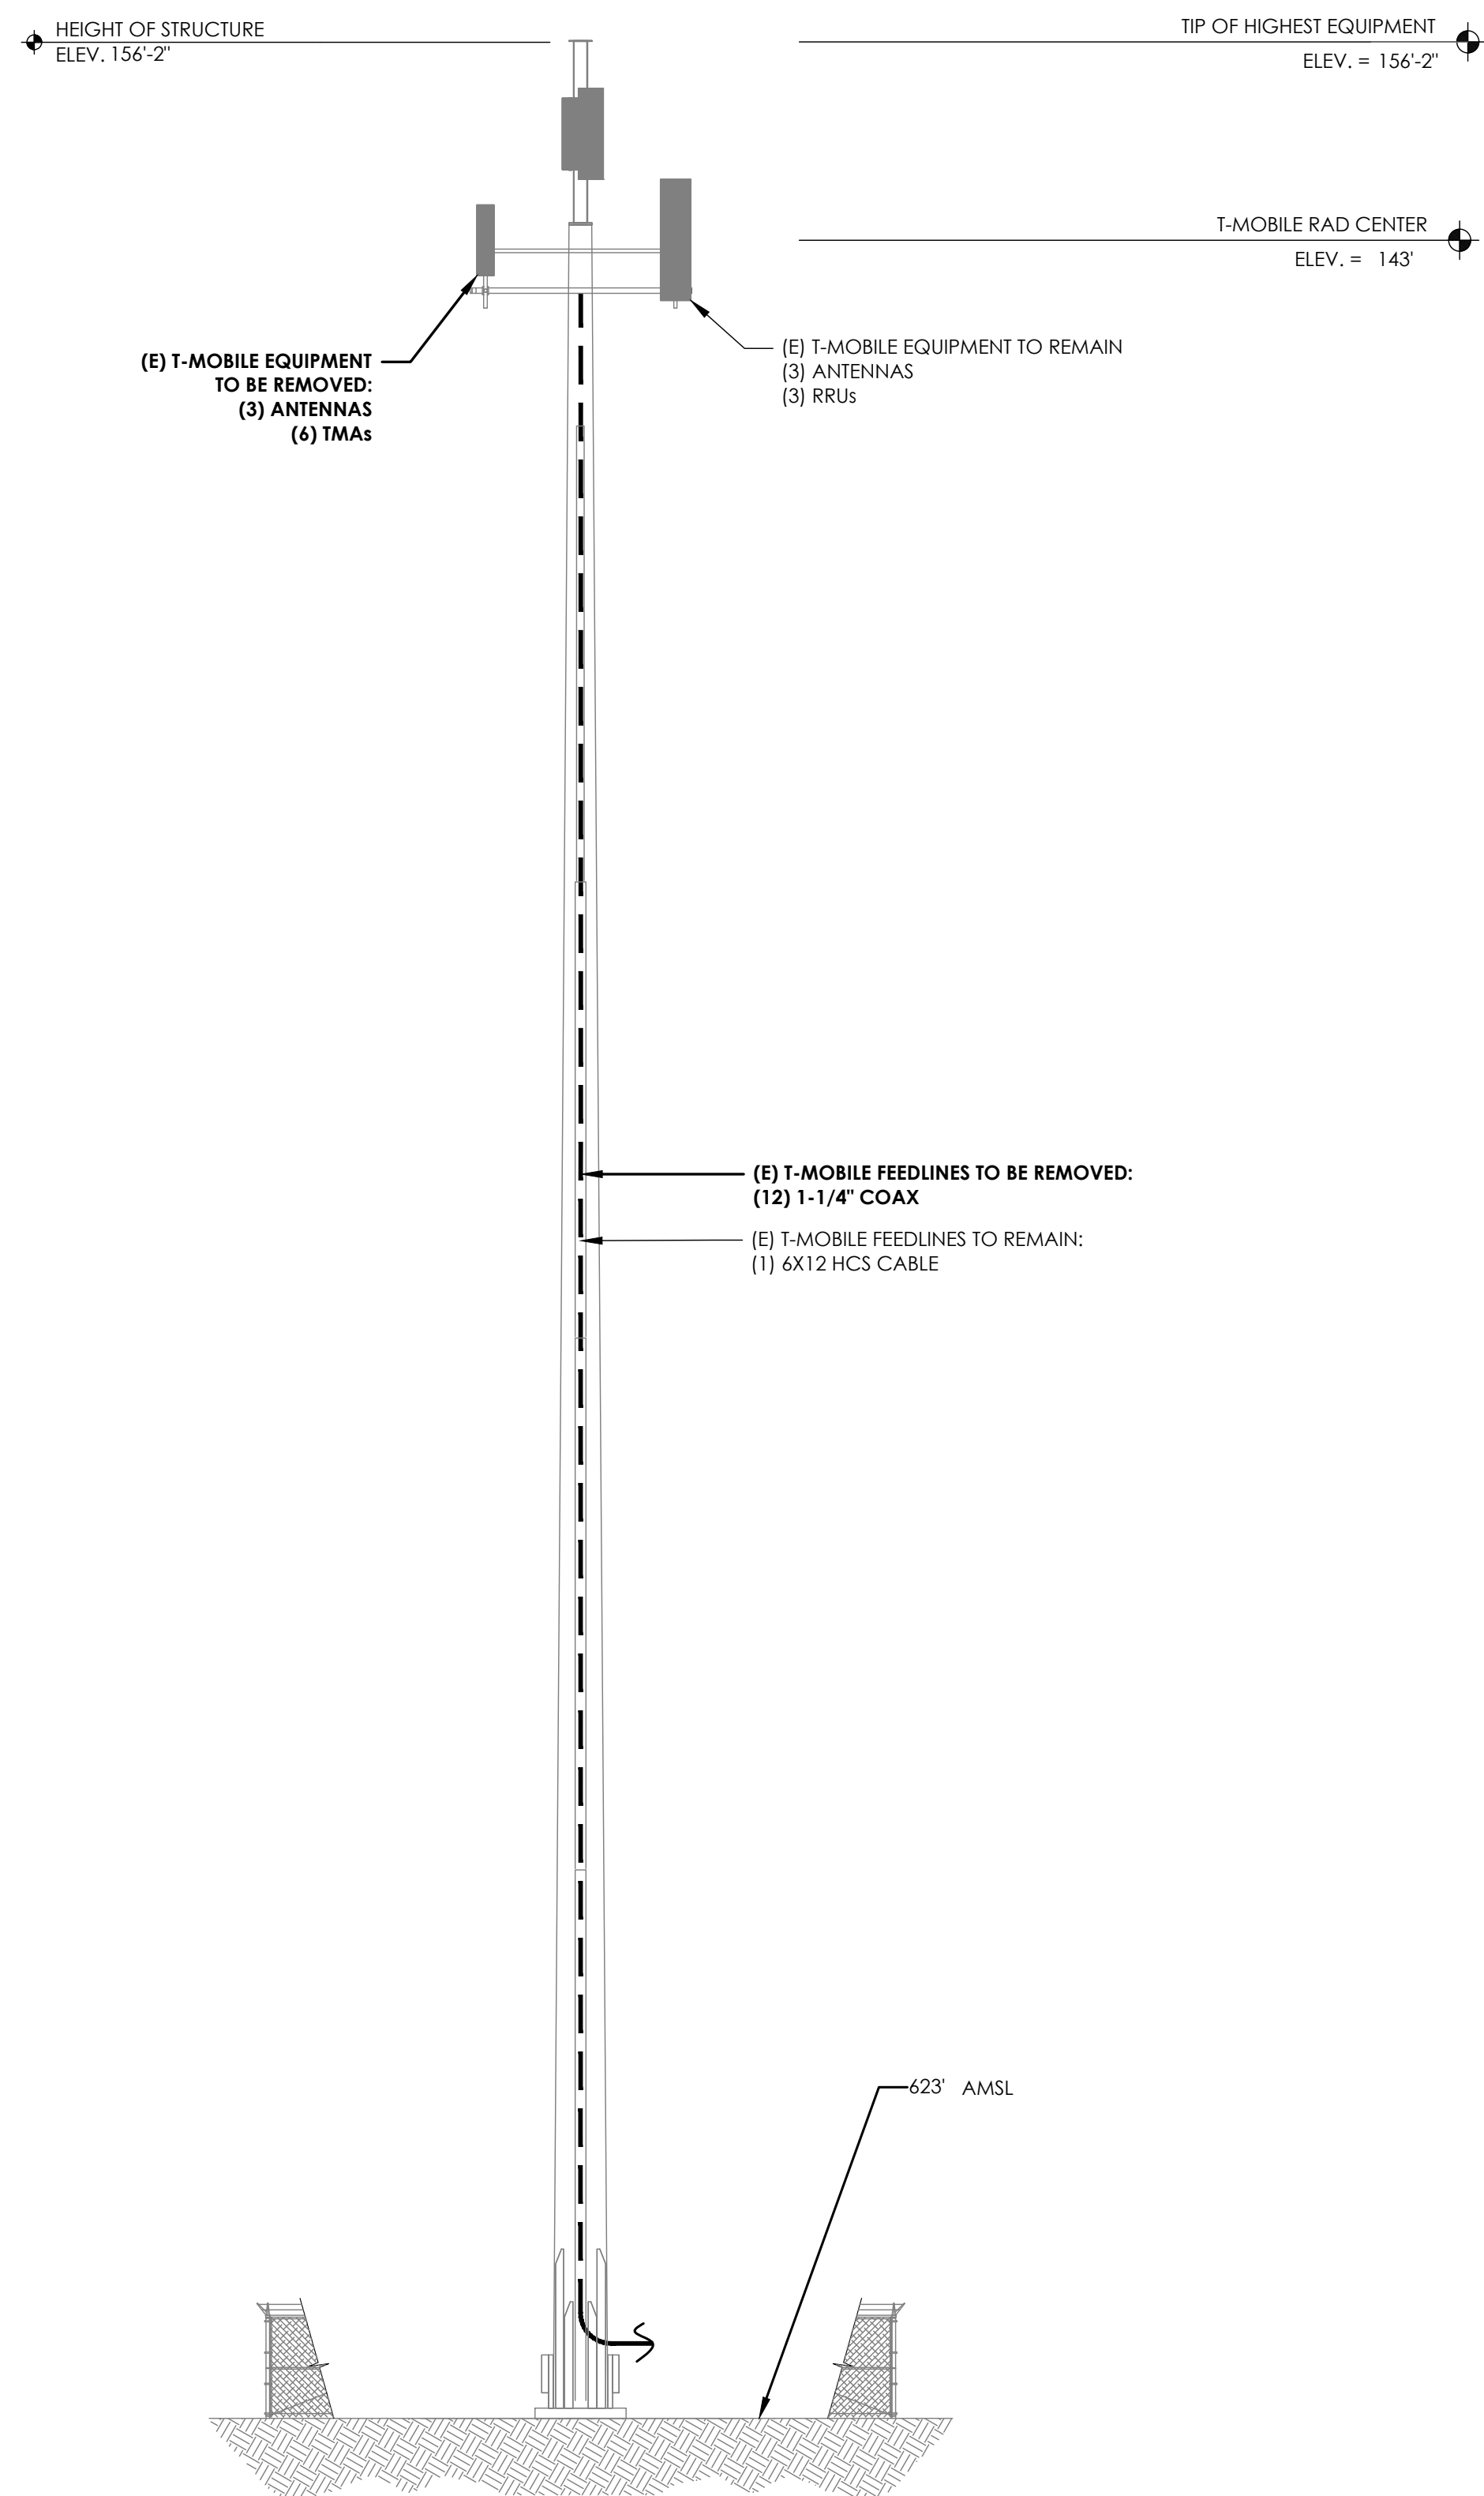 HEIGHT OF STRUCTURE
ELEV. 156'-2"
TIP OF HIGHEST EQUIPMENT
ELEV. = 156'-2"
T-MOBILE RAD CENTER
ELEV. = 143'
(E) T-MOBILE EQUIPMENT
TO BE REMOVED:
(3) ANTENNAS
(6) TMAs
(E) T-MOBILE EQUIPMENT TO REMAIN
(3) ANTENNAS
(3) RRUs
(E) T-MOBILE FEEDLINES TO BE REMOVED:
(12) 1-1/4" COAX
(E) T-MOBILE FEEDLINES TO REMAIN:
(1) 6X12 HCS CABLE
623' AMSL